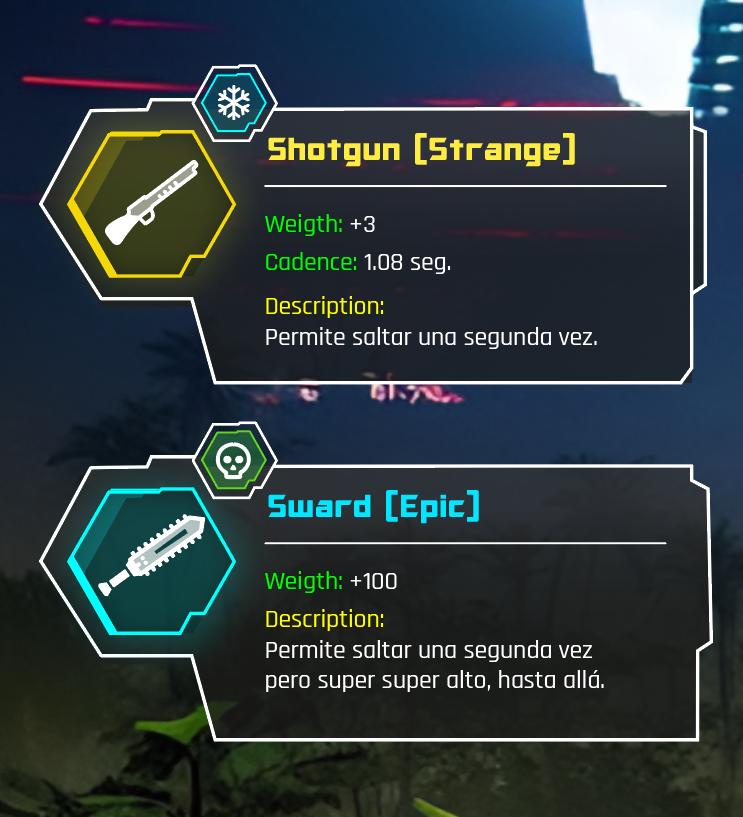 Shotgun [Strange]
Weigth: +3
Cadence: 1.08 seg.
Description:
Permite saltar una segunda vez.
Sward [Epic]
Weigth: +100
Description:
Permite saltar una segunda vez
pero super super alto, hasta allá.